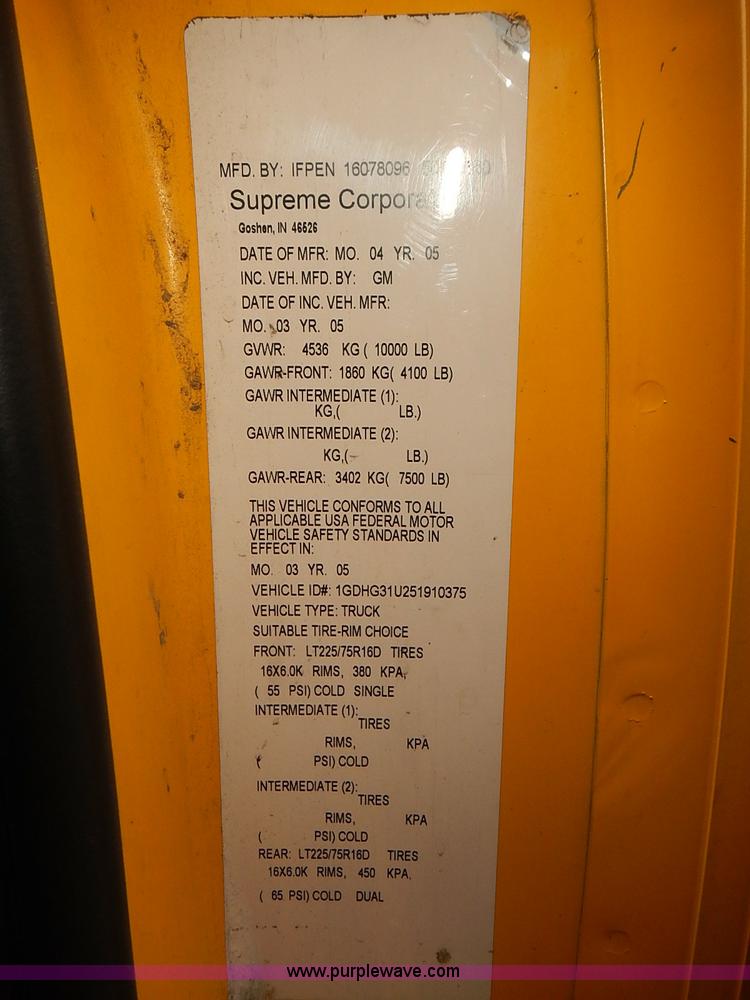 MFD. BY: IFPEN 16078096
Supreme
Goshen, IN 46526
DATE OF MFR: MO. 04 YR. 05
INC. VEH. MFD. BY: GM
DATE OF INC. VEH. MFR:
MO. 03 YR. 05
GVWR: 4536 KG ( 10000 LB)
GAWR-FRONT: 1860 KG( 4100 LB)
GAWR INTERMEDIATE (1):
KG,( LB.)
GAWR INTERMEDIATE (2):
KG,( LB.)
GAWR-REAR: 3402 KG( 7500 LB)
THIS VEHICLE CONFORMS TO ALL
APPLICABLE USA FEDERAL MOTOR
VEHICLE SAFETY STANDARDS IN
EFFECT IN:
MO. 03 YR. 05
VEHICLE ID#: 1GDHG31U251910375
VEHICLE TYPE: TRUCK
SUITABLE TIRE-RIM CHOICE
FRONT: LT225/75R16D TIRES
16X6.0K RIMS, 380 KPA,
( 55 PSI) COLD SINGLE
INTERMEDIATE (1):
TIRES
RIMS, KPA
( PSI) COLD
INTERMEDIATE (2):
TIRES
RIMS, KPA
( PSI) COLD
REAR: LT225/75R16D TIRES
16X6.0K RIMS, 450 KPA,
( 65 PSI) COLD DUAL
www.purplewave.com